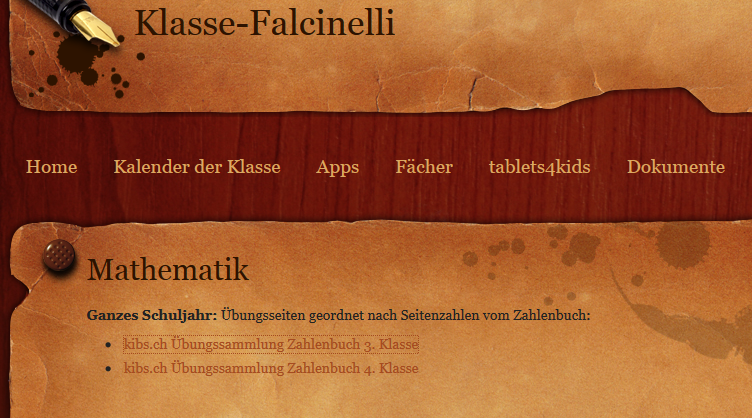 Klasse-Falcinelli
Home Kalender der Klasse Apps Fächer tablets4kids Dokumente
Mathematik
Ganzes Schuljahr: Übungsseiten geordnet nach Seitenzahlen vom Zahlenbuch:
kibs.ch Übungssammlung Zahlenbuch 3. Klasse
kibs.ch Übungssammlung Zahlenbuch 4. Klasse